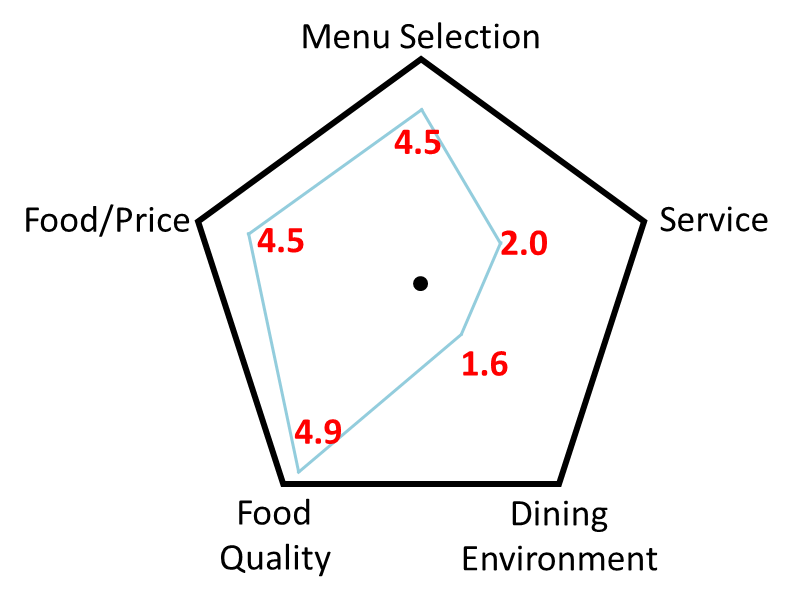 Menu Selection
4.5
Food/Price
4.5
2.0
Service
1.6
4.9
Food
Quality
Dining
Environment